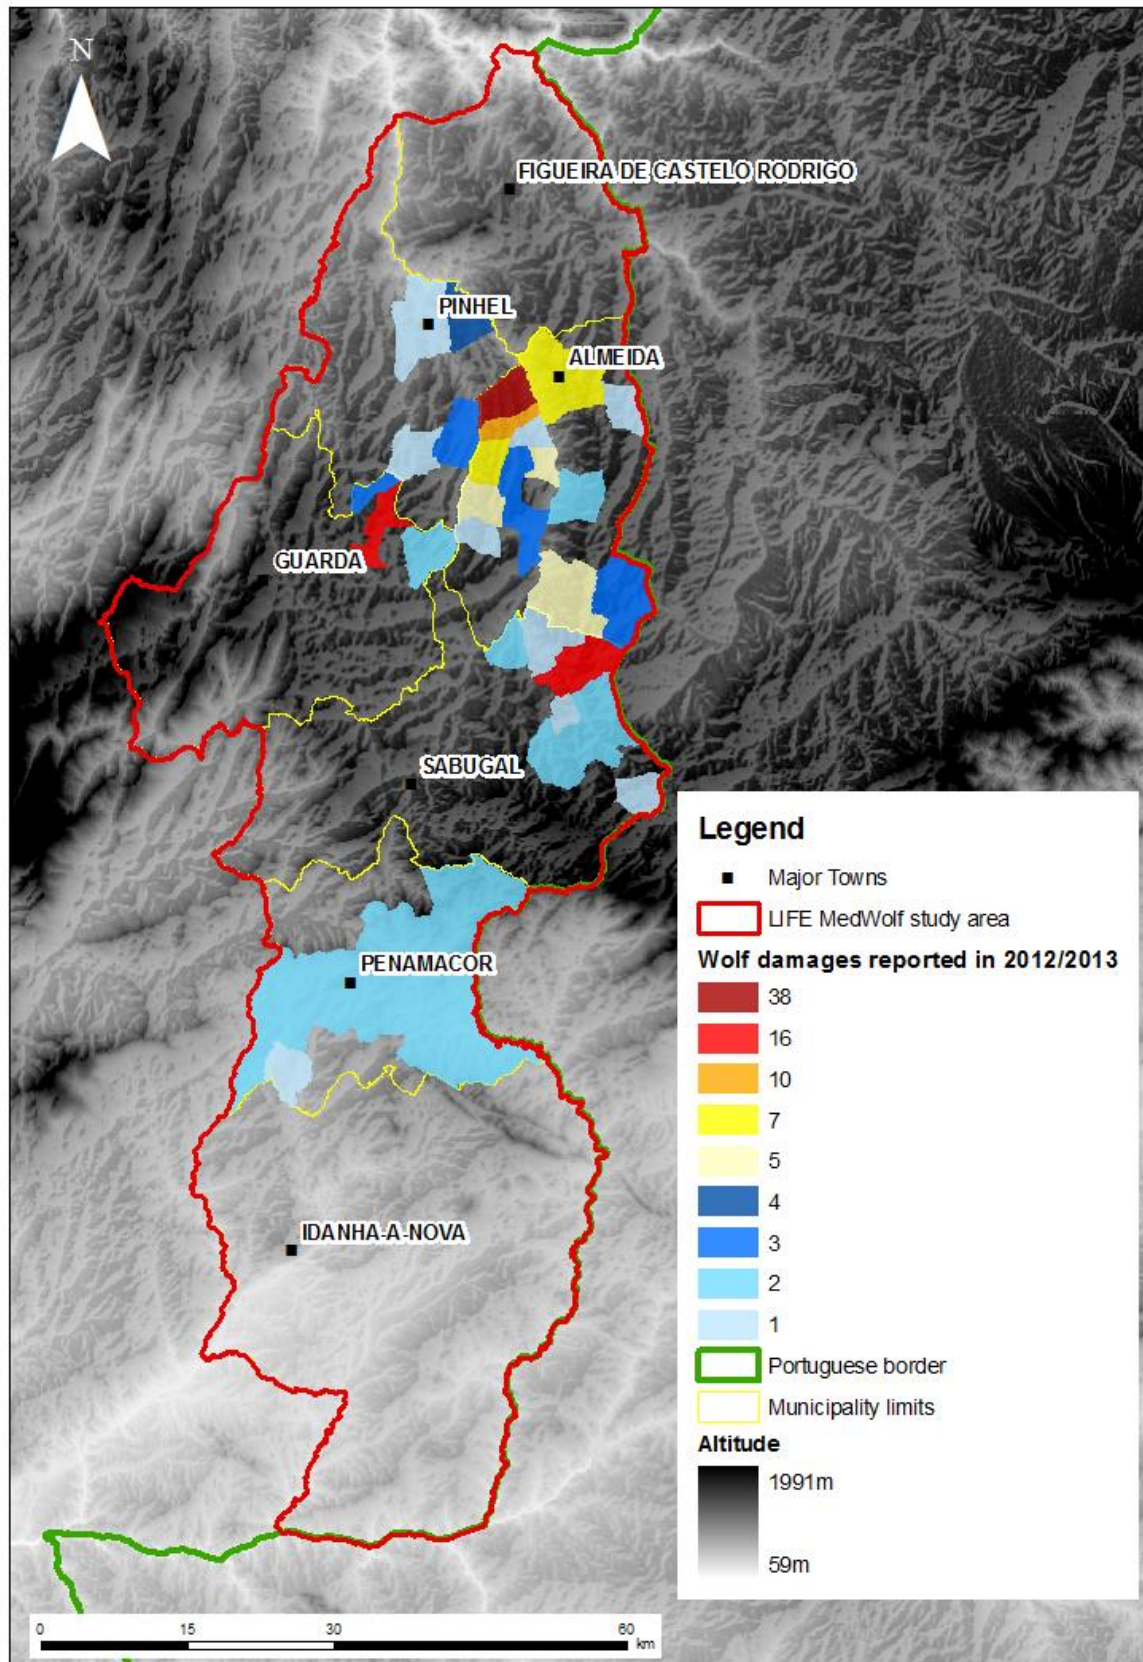 N
FIGUEIRA DE CASTELO RODRIGO
PINHEL
ALMEIDA
GUARDA
SABUGAL
PENAMACOR
IDANHA-A-NOVA
Legend
Major Towns
LIFE MedWolf study area
Wolf damages reported in 2012/2013
38
16
10
7
5
4
3
2
1
Portuguese border
Municipality limits
Altitude
1991m
59m
0 15 30 60
km